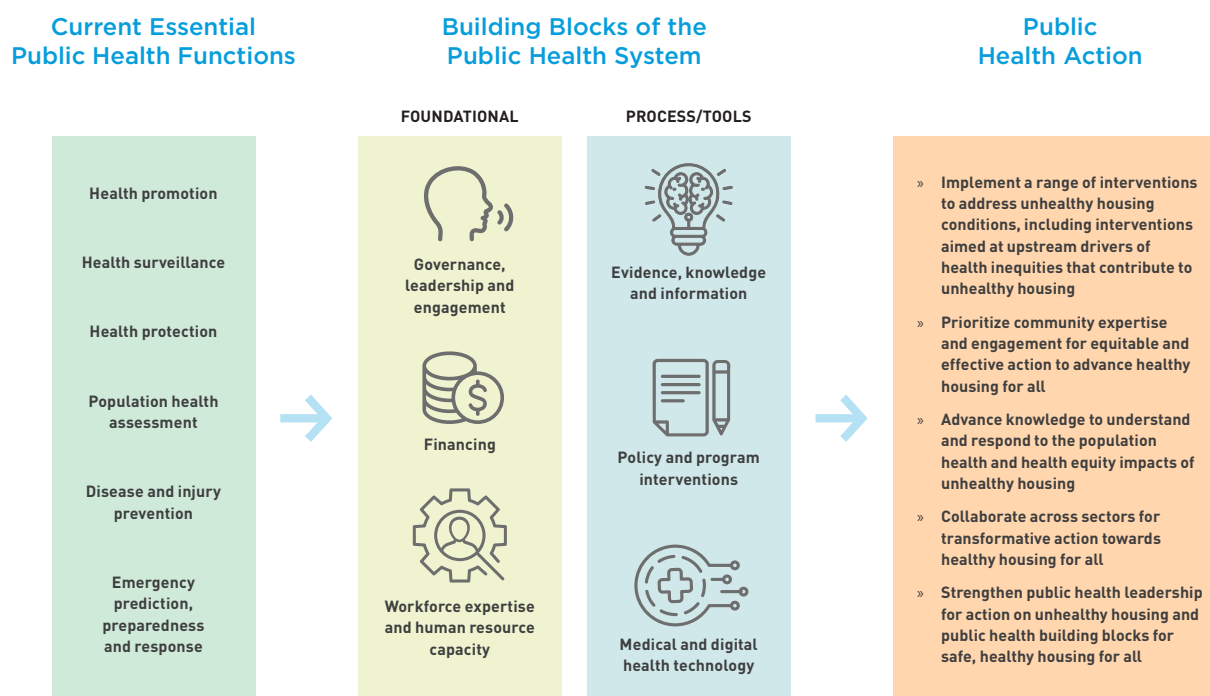 Current Essential
Public Health Functions
Building Blocks of the
Public Health System
Public
Health Action
FOUNDATIONAL
PROCESS/TOOLS
Health promotion
Health surveillance
Health protection
Population health
assessment
Disease and injury
prevention
Emergency
prediction,
preparedness
and response
Governance,
leadership and
engagement
$
Financing
Workforce expertise
and human resource
capacity
Evidence, knowledge
and information
Policy and program
interventions
Medical and digital
health technology
» Implement a range of interventions
to address unhealthy housing
conditions, including interventions
aimed at upstream drivers of
health inequities that contribute to
unhealthy housing
» Prioritize community expertise
and engagement for equitable and
effective action to advance healthy
housing for all
» Advance knowledge to understand
and respond to the population
health and health equity impacts of
unhealthy housing
» Collaborate across sectors for
transformative action towards
healthy housing for all
» Strengthen public health leadership
for action on unhealthy housing and
public health building blocks for
safe, healthy housing for all